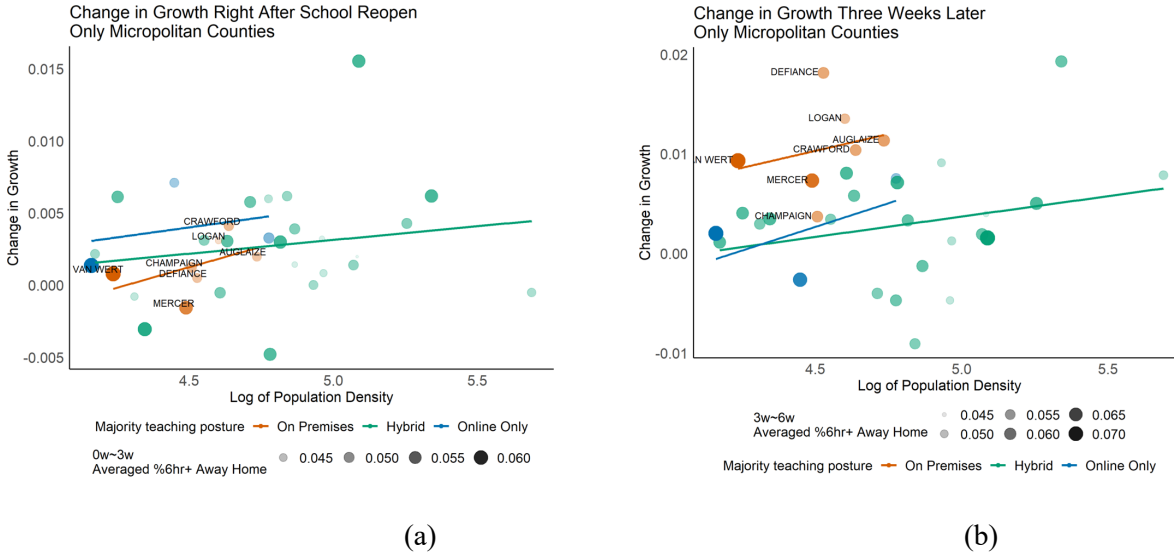 Change in Growth Right After School Reopen
Only Micropolitan Counties
0.015
0.010
0.005
0.000
-0.005
Change in Growth
CRAWFORD
LOGAN
AUGLAIZE
CHAMPAIGN
VAN WERT
DEFIANCE
MERCER
4.5
5.0
5.5
Log of Population Density
Majority teaching posture
On Premises
Hybrid
Online Only
0w~3w
Averaged %6hr+ Away Home
0.045
0.050
0.055
0.060
(a)
Change in Growth Three Weeks Later
Only Micropolitan Counties
0.02
0.01
0.00
-0.01
Change in Growth
DEFIANCE
LOGAN
AUGLAIZE
CRAWFORD
AN WERT
MERCER
CHAMPAIGN
4.5
5.0
5.5
Log of Population Density
3w~6w
Averaged %6hr+ Away Home
0.045
0.055
0.065
0.050
0.060
0.070
Majority teaching posture
On Premises
Hybrid
Online Only
(b)